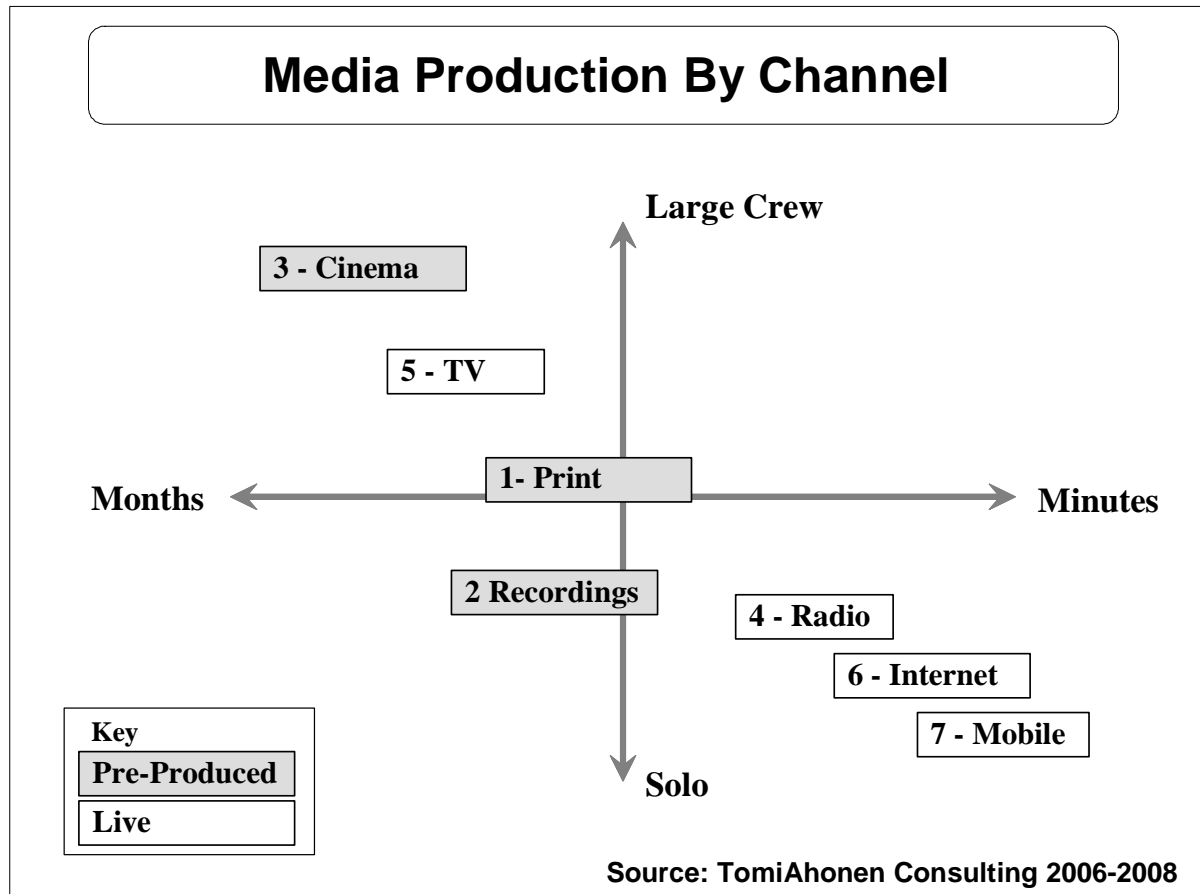 Media Production By Channel
Large Crew
3 - Cinema
5 - TV
1- Print
Months
Minutes
2 Recordings
4 - Radio
6 - Internet
7 - Mobile
Key
Pre-Produced
Live
Solo
Source: TomiAhonen Consulting 2006-2008